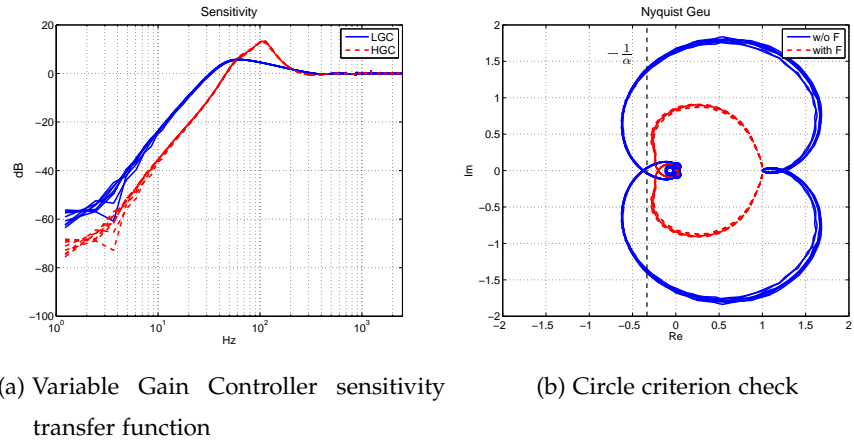 Sensitivity
20
0
−20
−40
−60
−80
−100
dB
10^0
10^1
10^2
10^3
Hz
LGC
HGC
Nyquist Geu
2
1.5
1
0.5
0
−0.5
−1
−1.5
−2
Im
−2
−1.5
−1
−0.5
0
0.5
1
1.5
2
Re
−1/α
w/o F
with F
(a) Variable Gain Controller sensitivity
transfer function
(b) Circle criterion check